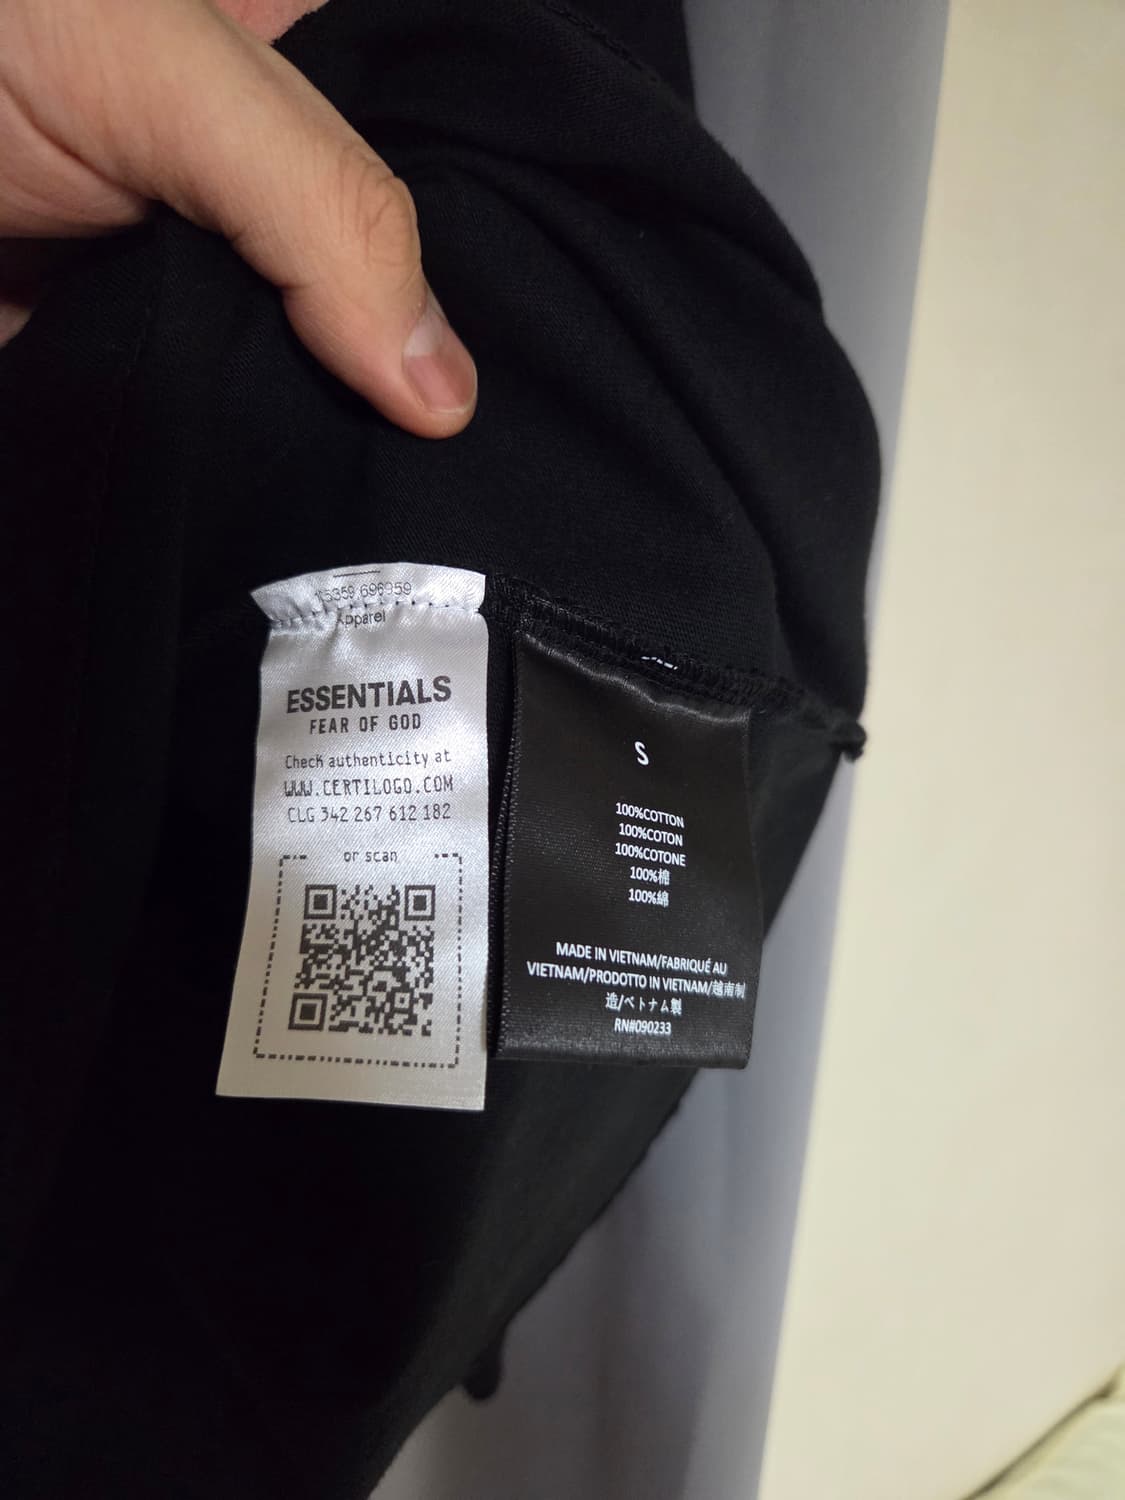 696959
Apparel
ESSENTIALS
FEAR OF GOD
Check authenticity at
WWW.CERTILOGO.COM
CLG 342 267 612 182
or scan
S
100%COTTON
100%COTON
100%COTONE
100%棉
100%綿
MADE IN VIETNAM/FABRIQUÉ AU
VIETNAM/PRODOTTO IN VIETNAM/越南制
造/ベトナム製
RN#090233